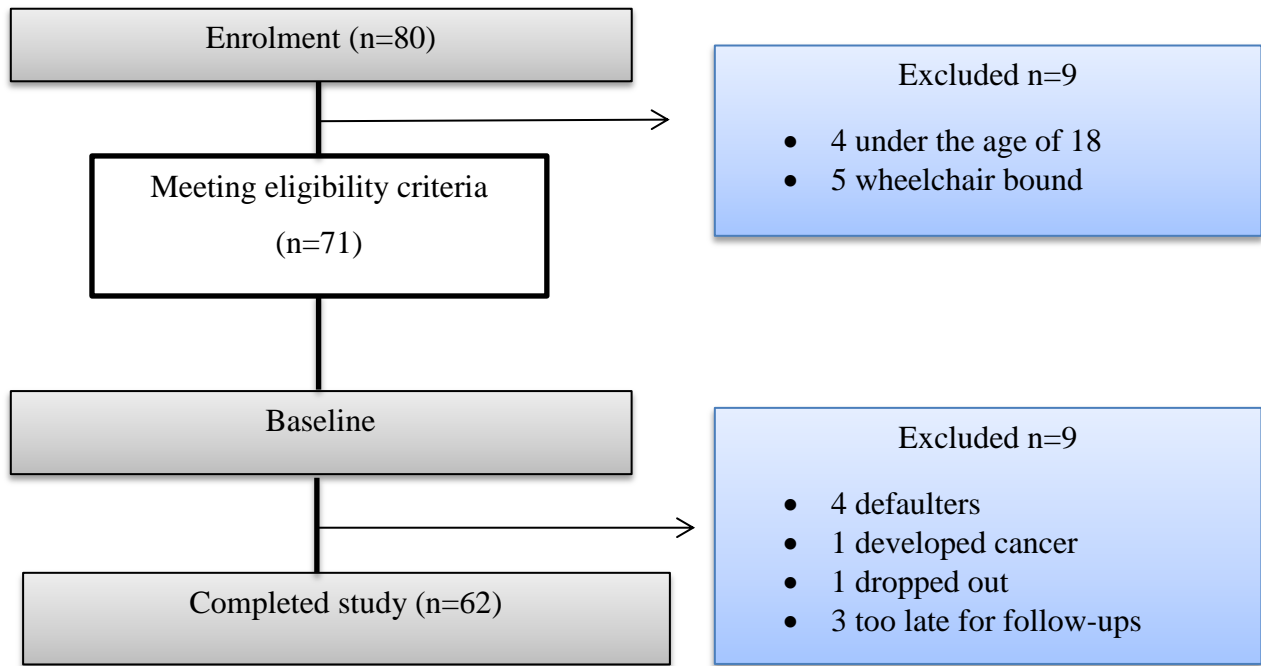 Enrolment (n=80)
Excluded n=9
• 4 under the age of 18
• 5 wheelchair bound
Meeting eligibility criteria
(n=71)
Baseline
Excluded n=9
• 4 defaulters
• 1 developed cancer
• 1 dropped out
• 3 too late for follow-ups
Completed study (n=62)